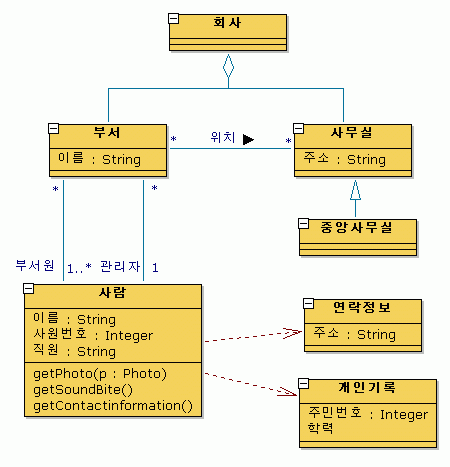 회사
부서
이름 : String
* 위치 ▶ *
사무실
주소 : String
* *
중앙사무실
부서원 1..* 관리자 1
사람
이름 : String
사원번호 : Integer
직원 : String
getPhoto(p : Photo)
getSoundBite()
getContactinformation()
연락정보
주소 : String
개인기록
주민번호 : Integer
학력